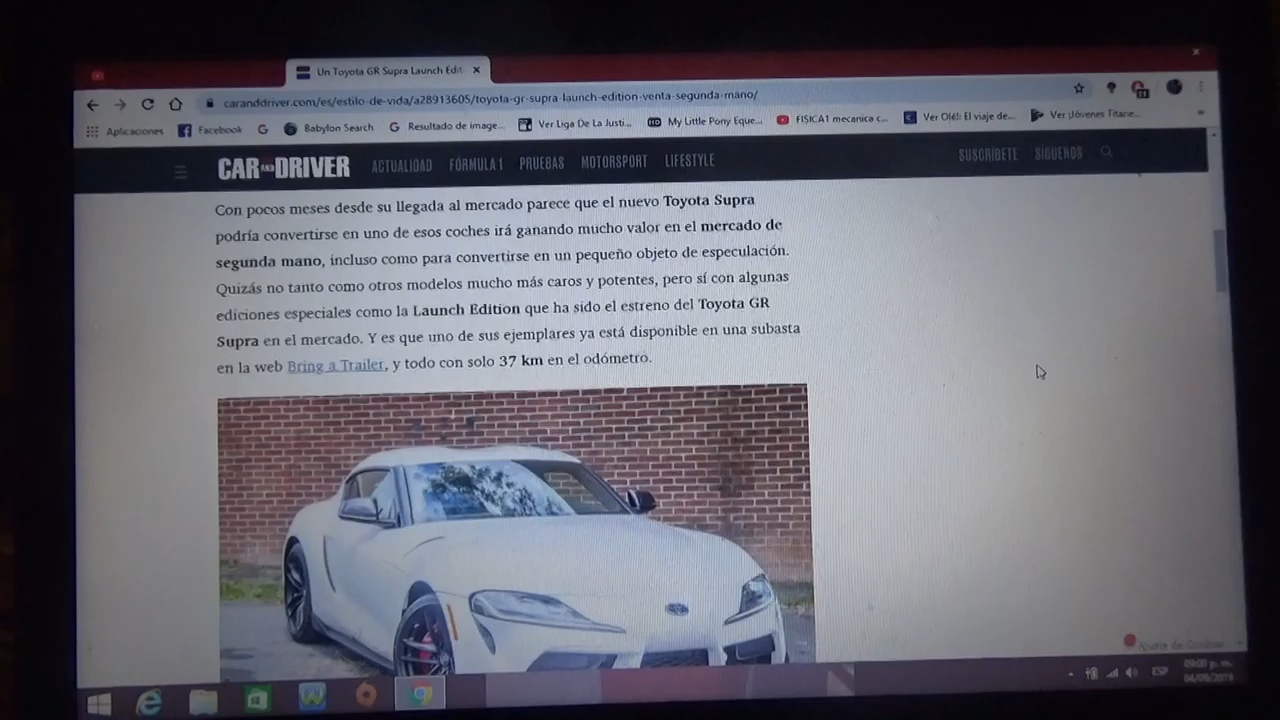 Un Toyota GR Supra Launch Edit
caranddriver.com/es/estilo-de-vida/a28913605/toyota-gr-supra-launch-edition-venta-segunda-mano/
Aplicaciones Facebook Babylon Search Resultado de image... Ver Liga De La Justi... My Little Pony Eque... FISICA1 mecanica c... Ver Olé!: El viaje de... Ver Jóvenes Titane...
CAR AND DRIVER ACTUALIDAD FÓRMULA 1 PRUEBAS MOTORSPORT LIFESTYLE SUSCRÍBETE SÍGUENOS
Con pocos meses desde su llegada al mercado parece que el nuevo Toyota Supra
podría convertirse en uno de esos coches irá ganando mucho valor en el mercado de
segunda mano, incluso como para convertirse en un pequeño objeto de especulación.
Quizás no tanto como otros modelos mucho más caros y potentes, pero sí con algunas
ediciones especiales como la Launch Edition que ha sido el estreno del Toyota GR
Supra en el mercado. Y es que uno de sus ejemplares ya está disponible en una subasta
en la web Bring a Trailer, y todo con solo 37 km en el odómetro.
ESP
09:00 p. m.
04/09/2019